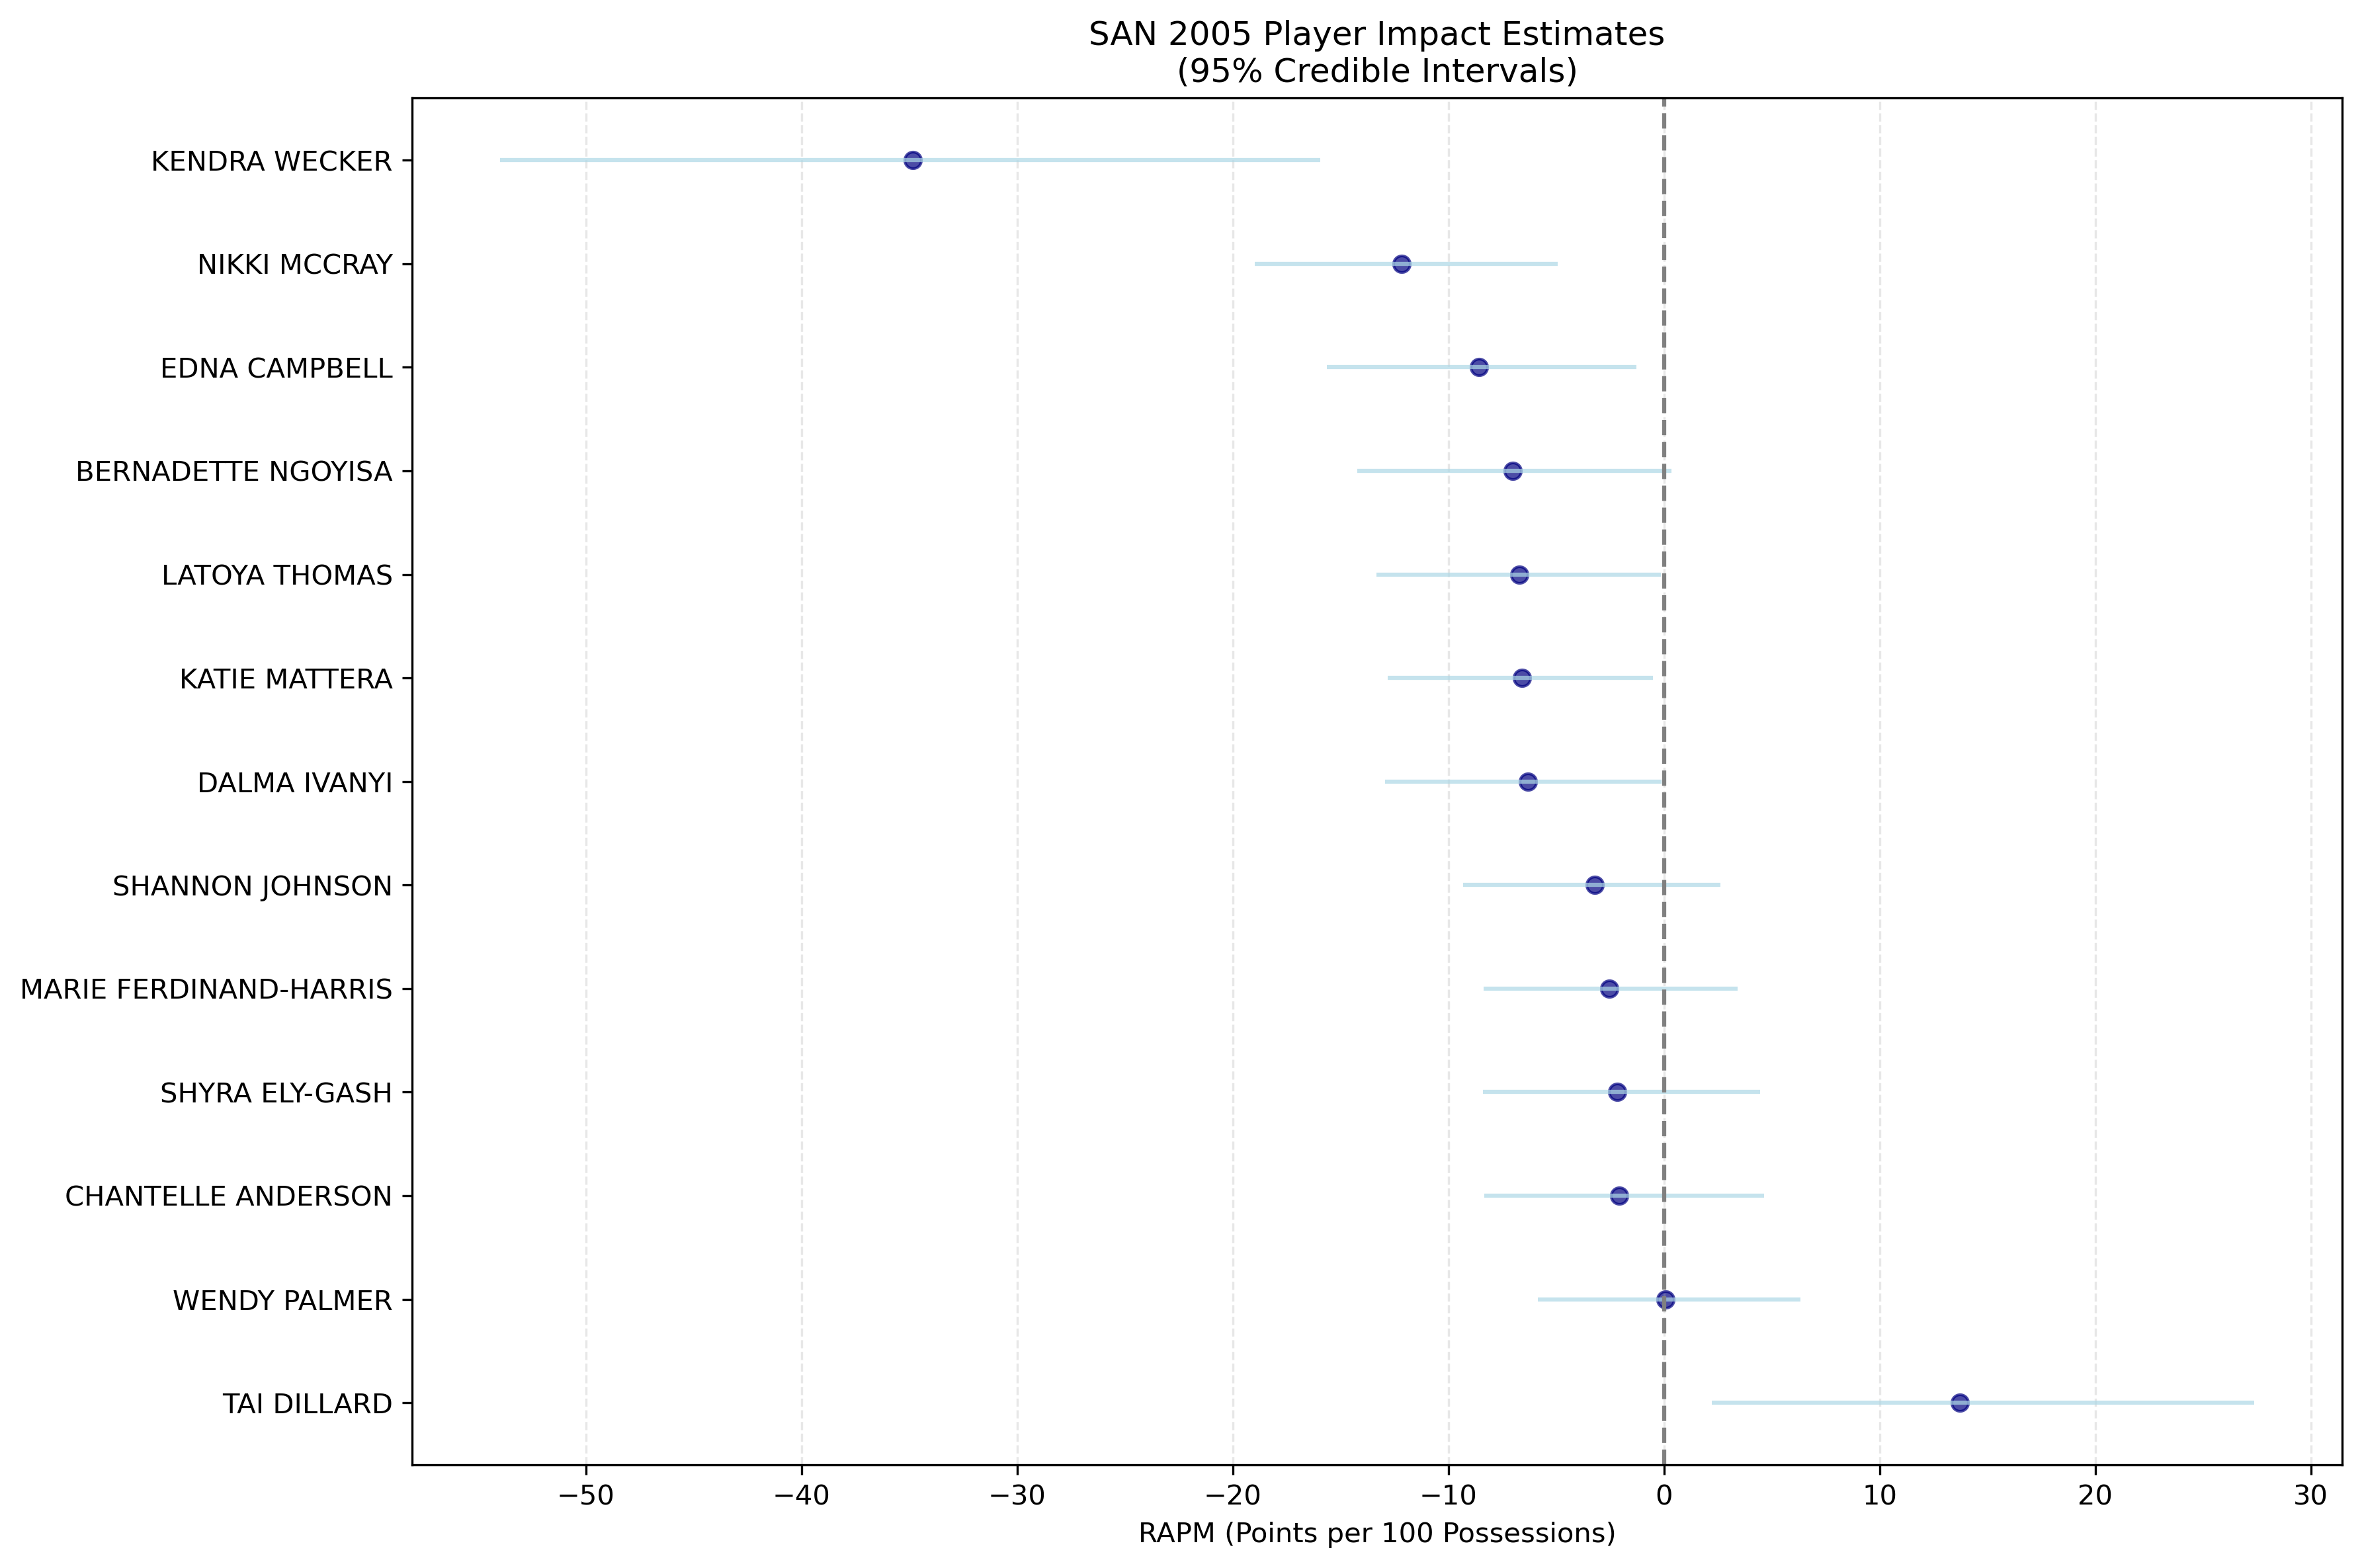 SAN 2005 Player Impact Estimates
(95% Credible Intervals)
KENDRA WECKER
NIKKI MCCRAY
EDNA CAMPBELL
BERNADETTE NGOYISA
LATOYA THOMAS
KATIE MATTERA
DALMA IVANYI
SHANNON JOHNSON
MARIE FERDINAND-HARRIS
SHYRA ELY-GASH
CHANTELLE ANDERSON
WENDY PALMER
TAI DILLARD
−50 −40 −30 −20 −10 0 10 20 30
RAPM (Points per 100 Possessions)